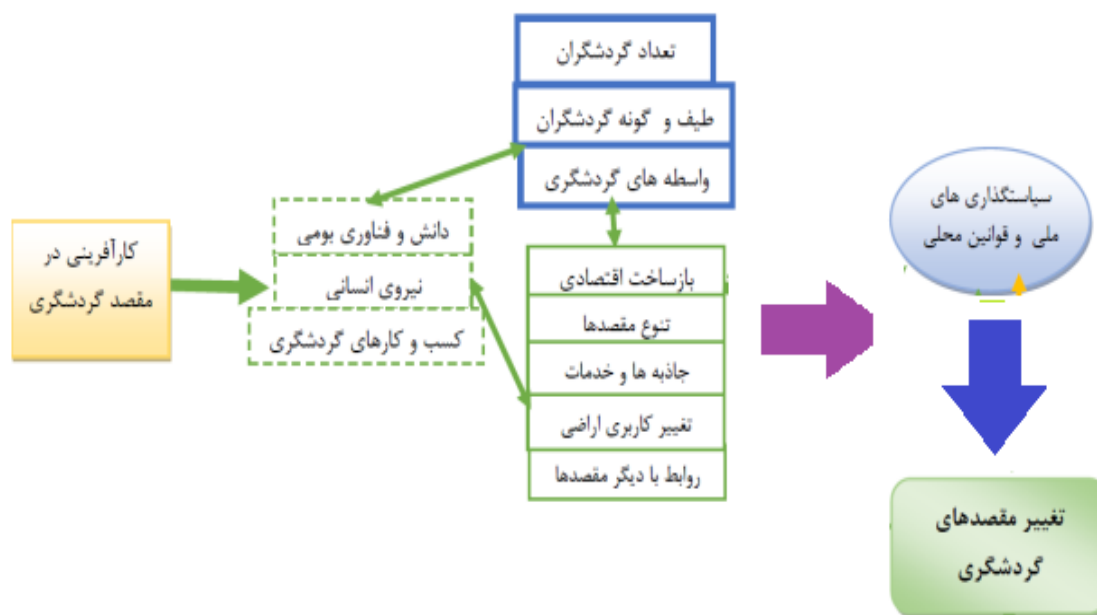 تعداد گردشگران
طیف و گونه گردشگران
واسطه های گردشگری
سیاستگذاری های
ملی و قوانین محلی
دانش و فناوری بومی
نیروی انسانی
کسب و کارهای گردشگری
کارآفرینی در
مقصد گردشگری
بازساخت اقتصادی
تنوع مقصدها
جاذبه ها و خدمات
تغییر کاربری اراضی
روابط با دیگر مقصدها
تغییر مقصدهای
گردشگری